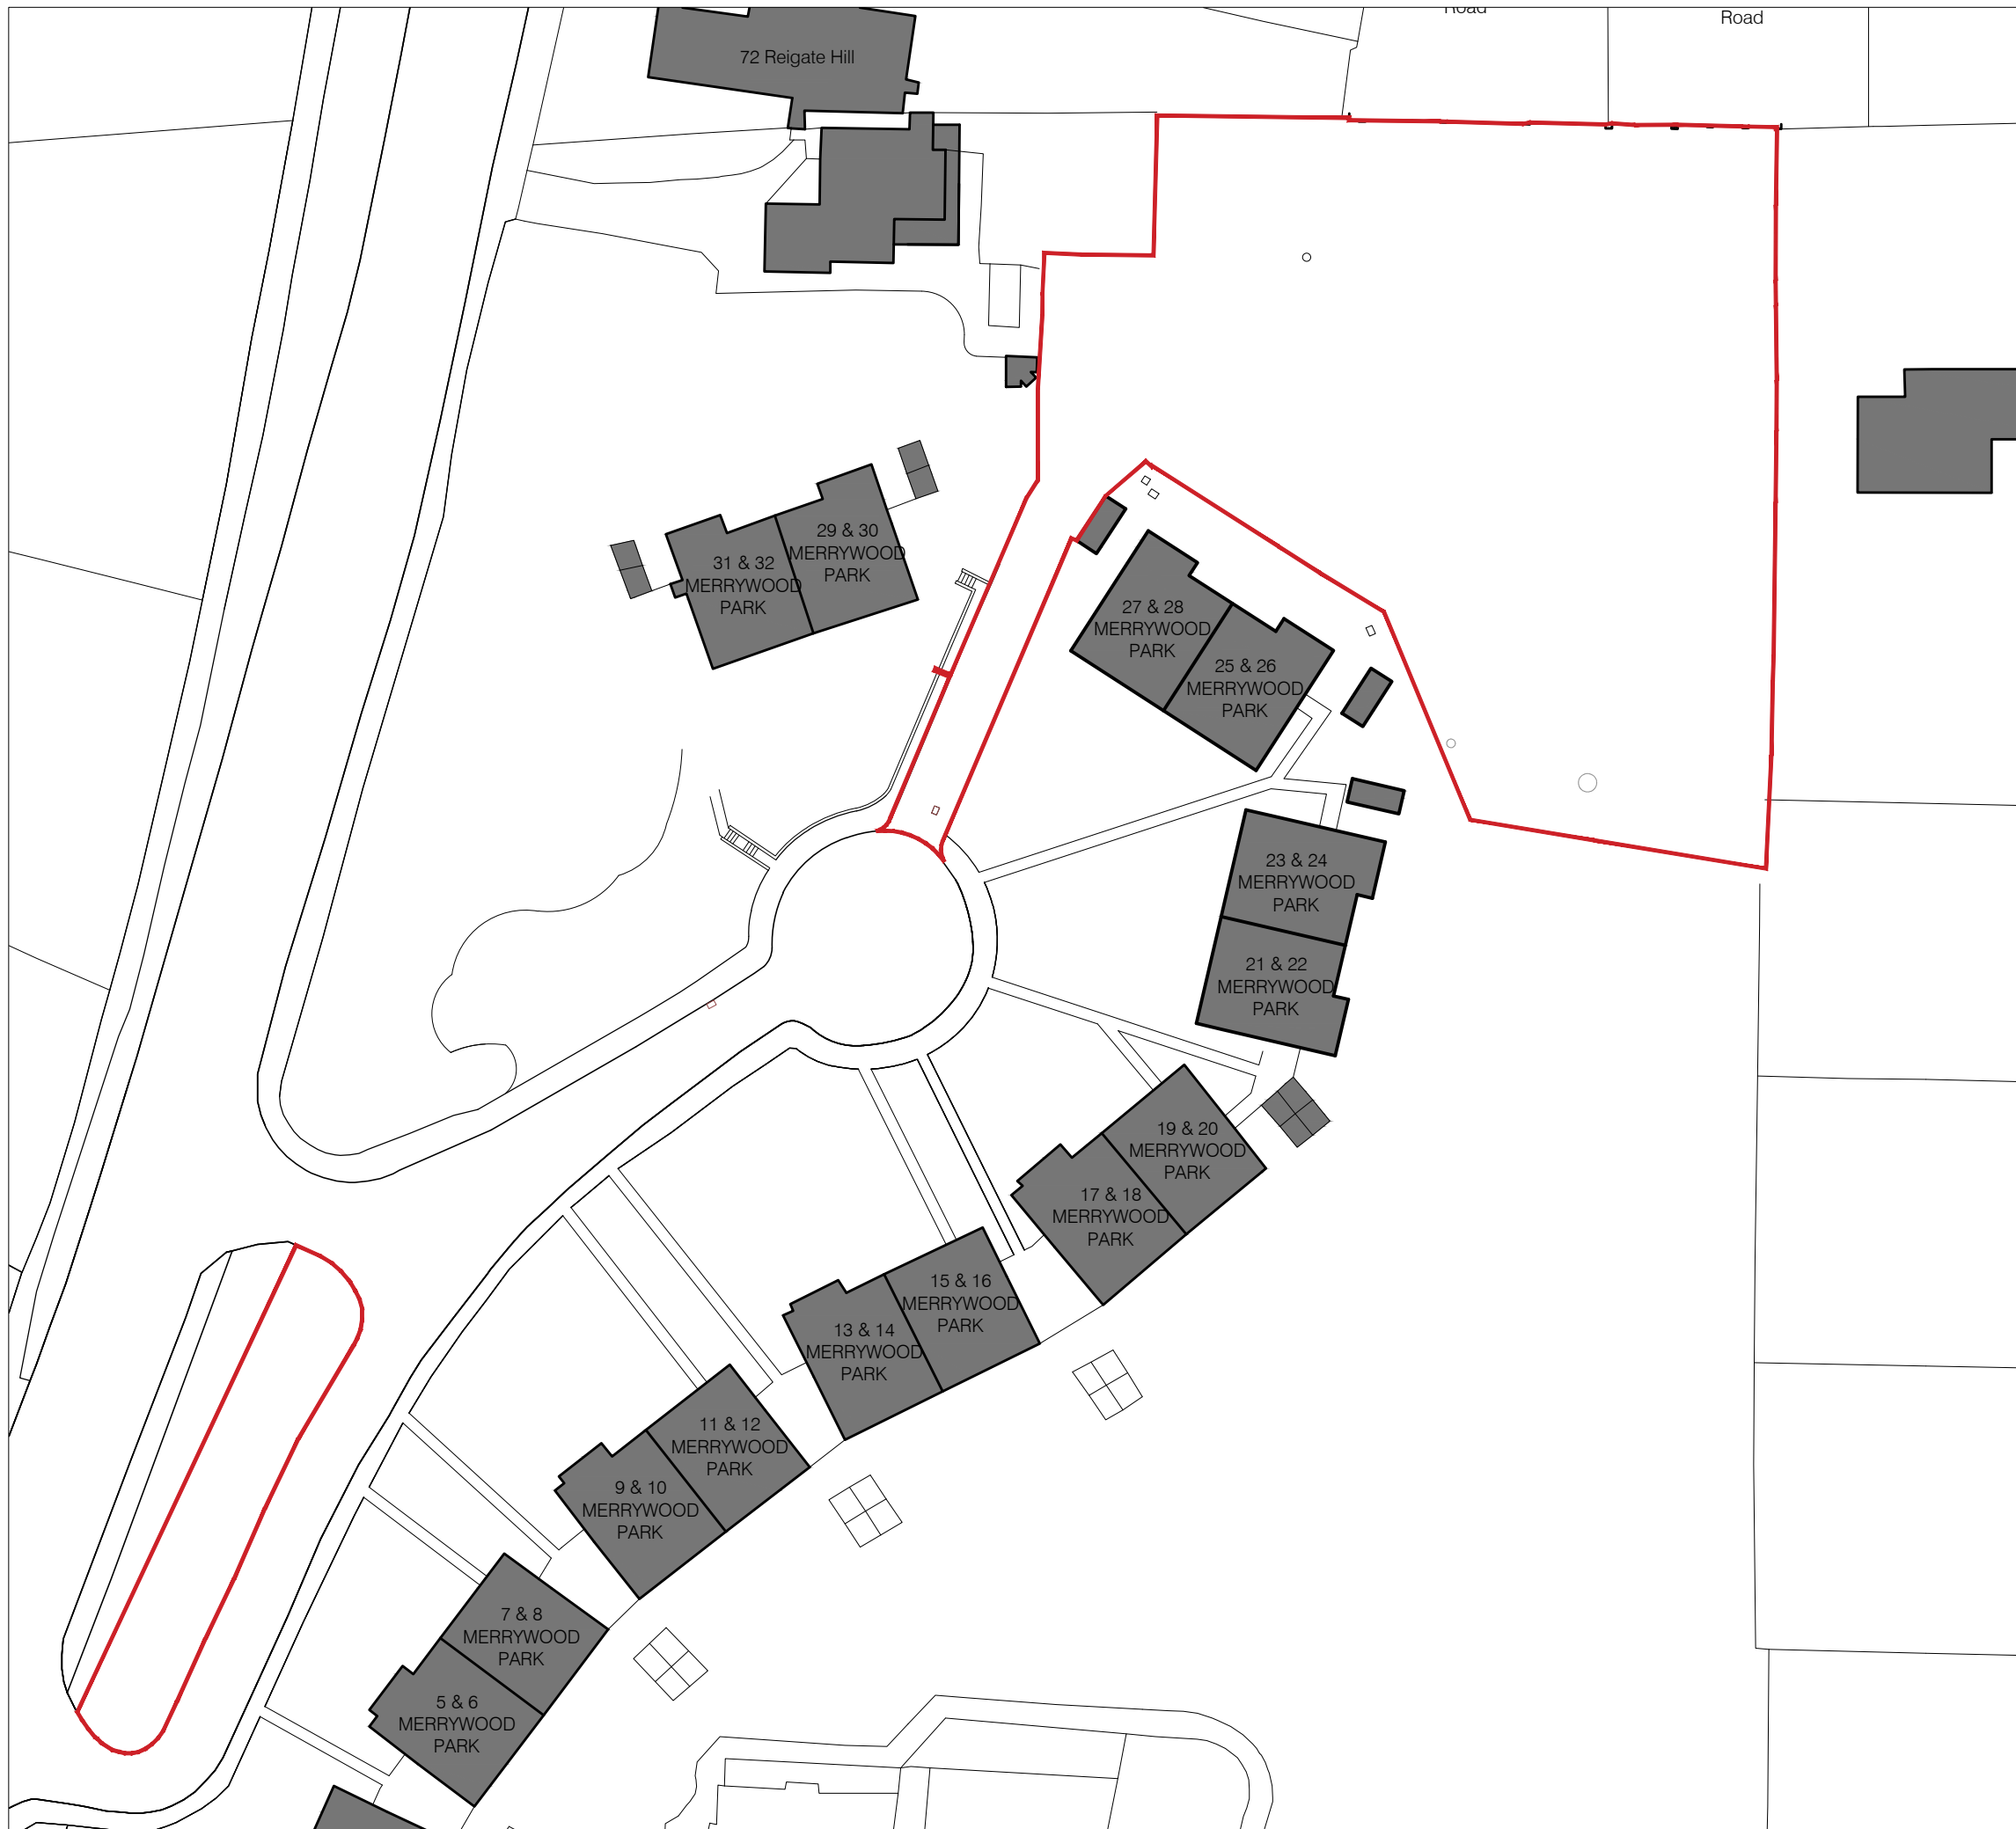 Road
Road
72 Reigate Hill
29 & 30
MERRYWOOD
PARK
31 & 32
MERRYWOOD
PARK
27 & 28
MERRYWOOD
PARK
25 & 26
MERRYWOOD
PARK
23 & 24
MERRYWOOD
PARK
21 & 22
MERRYWOOD
PARK
19 & 20
MERRYWOOD
PARK
17 & 18
MERRYWOOD
PARK
15 & 16
MERRYWOOD
PARK
13 & 14
MERRYWOOD
PARK
11 & 12
MERRYWOOD
PARK
9 & 10
MERRYWOOD
PARK
7 & 8
MERRYWOOD
PARK
5 & 6
MERRYWOOD
PARK